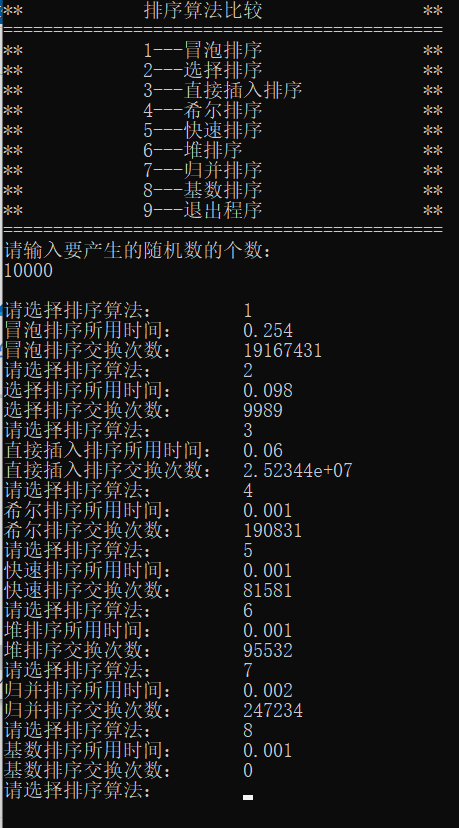 ** 排序算法比较 **
============================================
** 1---冒泡排序 **
** 2---选择排序 **
** 3---直接插入排序 **
** 4---希尔排序 **
** 5---快速排序 **
** 6---堆排序 **
** 7---归并排序 **
** 8---基数排序 **
** 9---退出程序 **
============================================
请输入要产生的随机数的个数:
10000
请选择排序算法: 1
冒泡排序所用时间: 0.254
冒泡排序交换次数: 19167431
请选择排序算法: 2
选择排序所用时间: 0.098
选择排序交换次数: 9989
请选择排序算法: 3
直接插入排序所用时间: 0.06
直接插入排序交换次数: 2.52344e+07
请选择排序算法: 4
希尔排序所用时间: 0.001
希尔排序交换次数: 190831
请选择排序算法: 5
快速排序所用时间: 0.001
快速排序交换次数: 81581
请选择排序算法: 6
堆排序所用时间: 0.001
堆排序交换次数: 95532
请选择排序算法: 7
归并排序所用时间: 0.002
归并排序交换次数: 247234
请选择排序算法: 8
基数排序所用时间: 0.001
基数排序交换次数: 0
请选择排序算法: